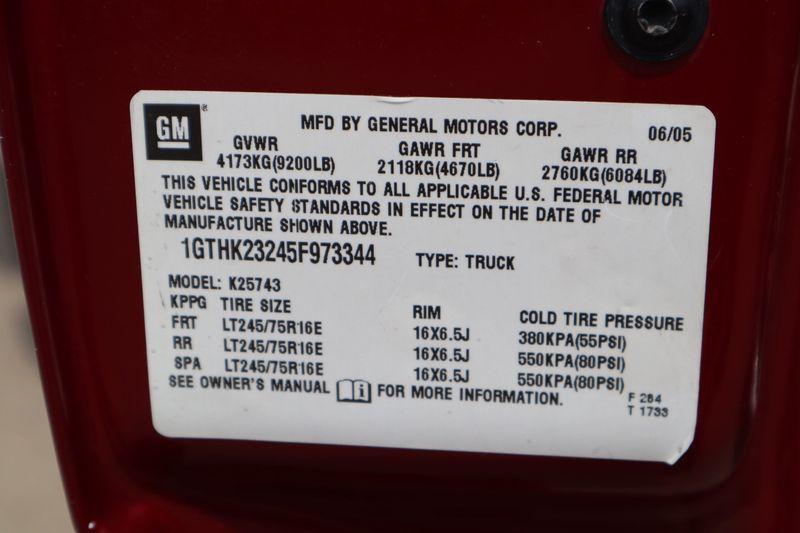 GM
MFD BY GENERAL MOTORS CORP. 06/05
GVWR GAWR FRT GAWR RR
4173KG(9200LB) 2118KG(4670LB) 2760KG(6084LB)
THIS VEHICLE CONFORMS TO ALL APPLICABLE U.S. FEDERAL MOTOR
VEHICLE SAFETY STANDARDS IN EFFECT ON THE DATE OF
MANUFACTURE SHOWN ABOVE.
1GTHK23245F973344 TYPE: TRUCK
MODEL: K25743
KPPG TIRE SIZE RIM COLD TIRE PRESSURE
FRT LT245/75R16E 16X6.5J 380KPA(55PSI)
RR LT245/75R16E 16X6.5J 550KPA(80PSI)
SPA LT245/75R16E 16X6.5J 550KPA(80PSI)
SEE OWNER'S MANUAL FOR MORE INFORMATION.
F 284
T 1733